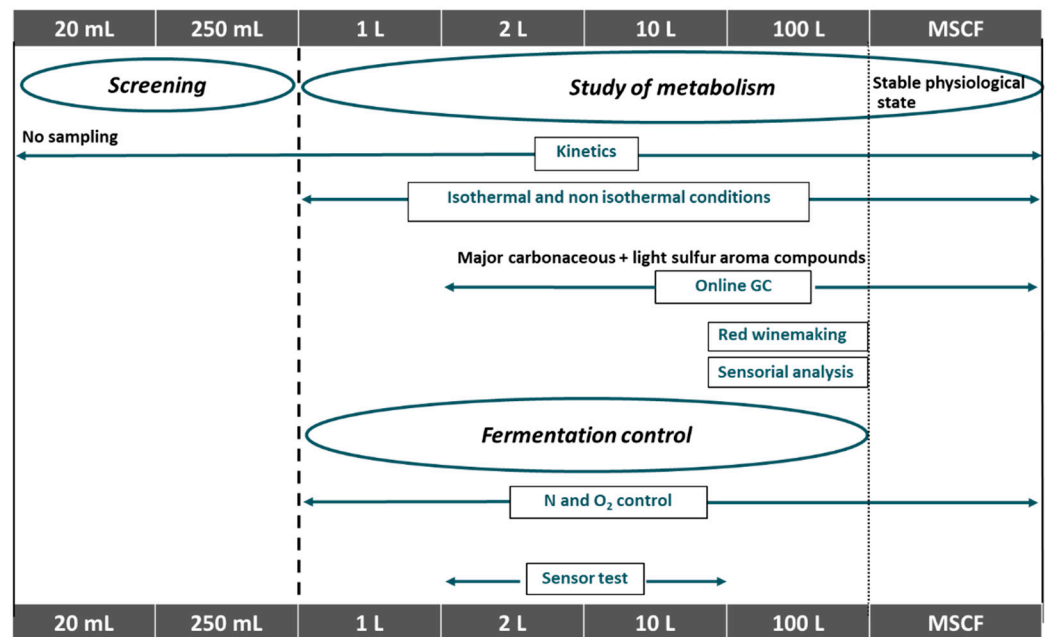 20 mL 250 mL 1 L 2 L 10 L 100 L MSCF
Screening Study of metabolism Stable physiological
state
No sampling
Kinetics
Isothermal and non isothermal conditions
Major carbonaceous + light sulfur aroma compounds
Online GC
Red winemaking
Sensorial analysis
Fermentation control
N and O₂ control
Sensor test
20 mL 250 mL 1 L 2 L 10 L 100 L MSCF